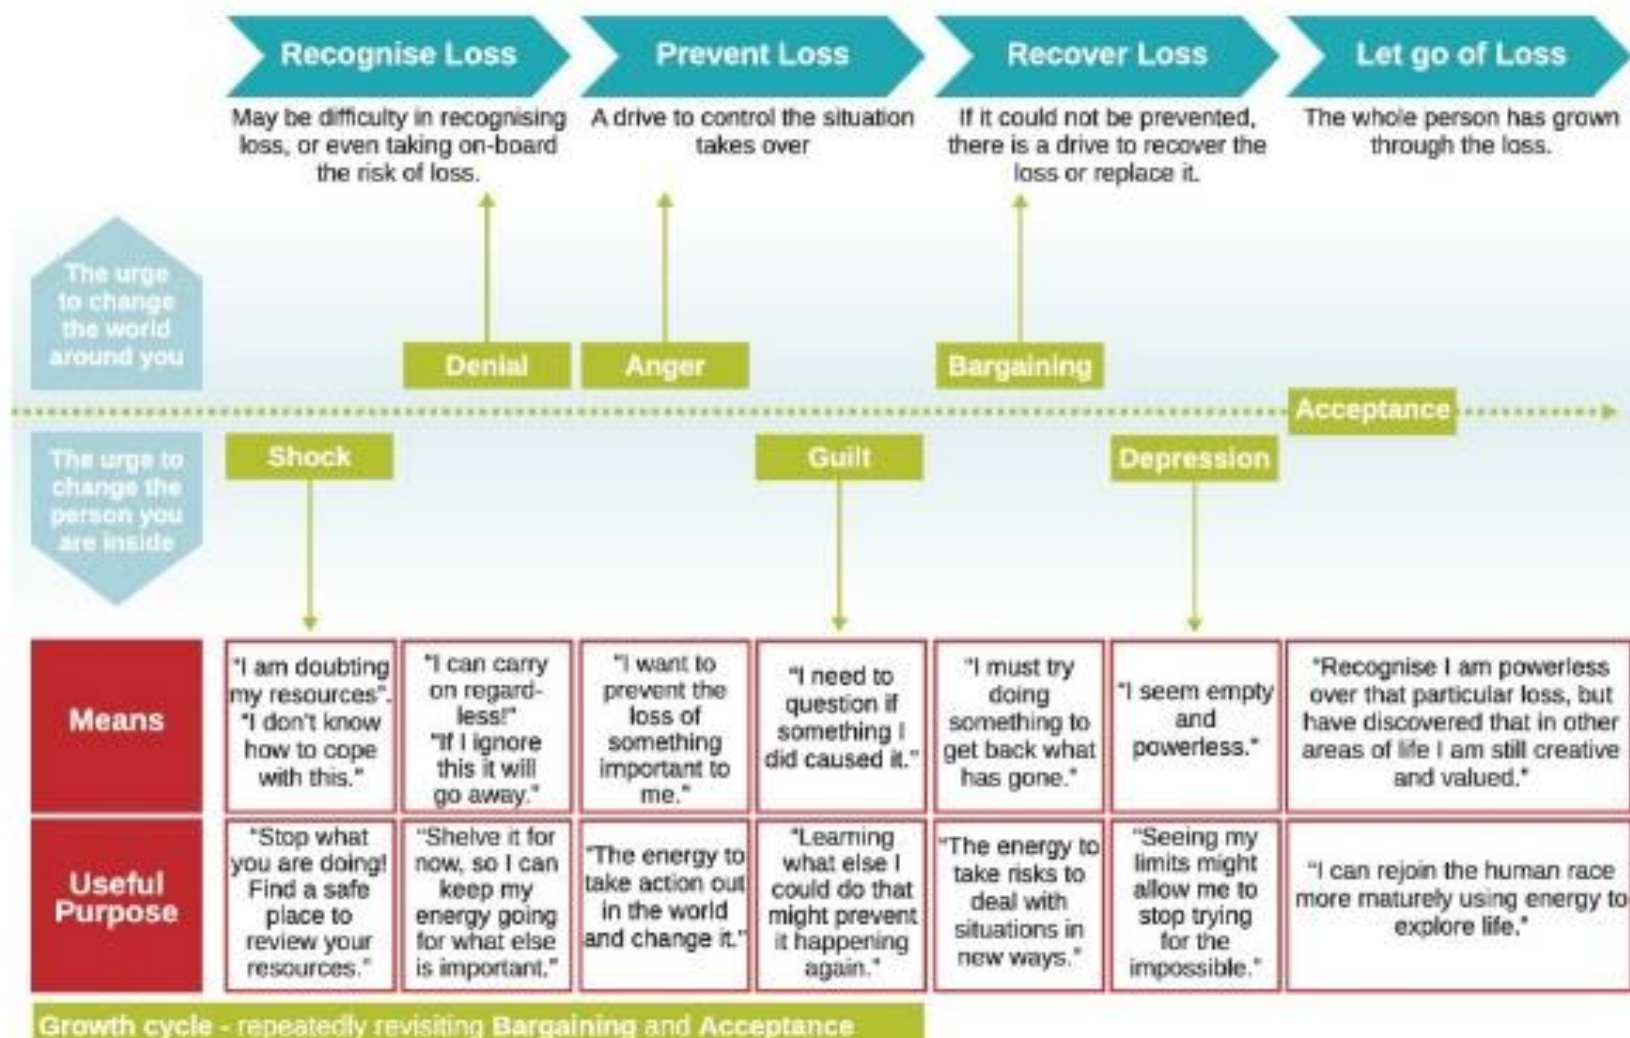 Recognise Loss
Prevent Loss
Recover Loss
Let go of Loss
May be difficulty in recognising
loss, or even taking on-board
the risk of loss.
A drive to control the situation
takes over
If it could not be prevented,
there is a drive to recover the
loss or replace it.
The whole person has grown
through the loss.
The urge
to change
the world
around you
Denial
Anger
Bargaining
Acceptance
The urge to
change the
person you
are inside
Shock
Guilt
Depression
Means
"I am doubting
my resources".
"I don't know
how to cope
with this."
"I can carry
on regard-
less!"
"If I ignore
this it will
go away."
"I want to
prevent the
loss of
something
important to
me."
"I need to
question if
something I
did caused it."
"I must try
doing
something to
get back what
has gone."
"I seem empty
and
powerless."
"Recognise I am powerless
over that particular loss, but
have discovered that in other
areas of life I am still creative
and valued."
Useful
Purpose
"Stop what
you are doing!
Find a safe
place to
review your
resources."
"Shelve it for
now, so I can
keep my
energy going
for what else
is important."
"The energy to
take action out
in the world
and change it."
"Learning
what else I
could do that
might prevent
it happening
again."
"The energy to
take risks to
deal with
situations in
new ways."
"Seeing my
limits might
allow me to
stop trying
for the
impossible."
"I can rejoin the human race
more maturely using energy to
explore life."
Growth cycle - repeatedly revisiting Bargaining and Acceptance